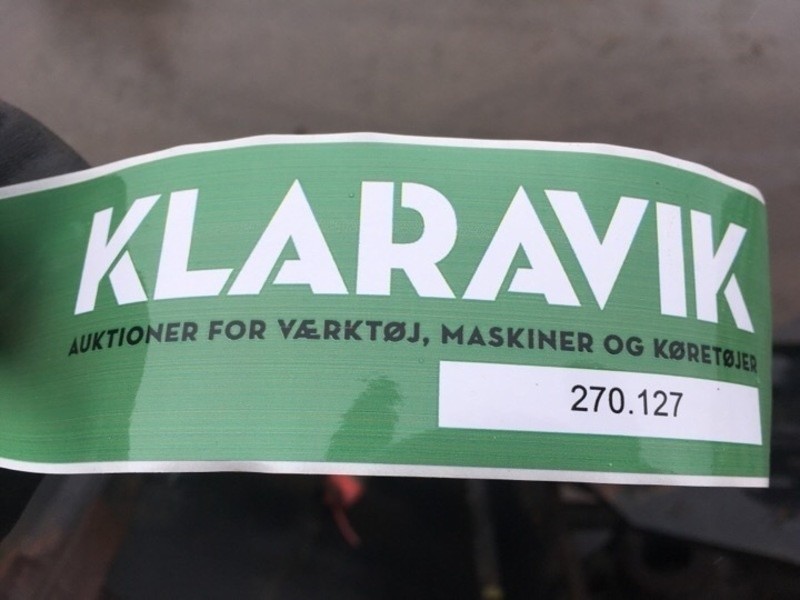 KLARAVIK
AUKTIONER FOR VÆRKTØJ, MASKINER OG KØRETØJER
270.127